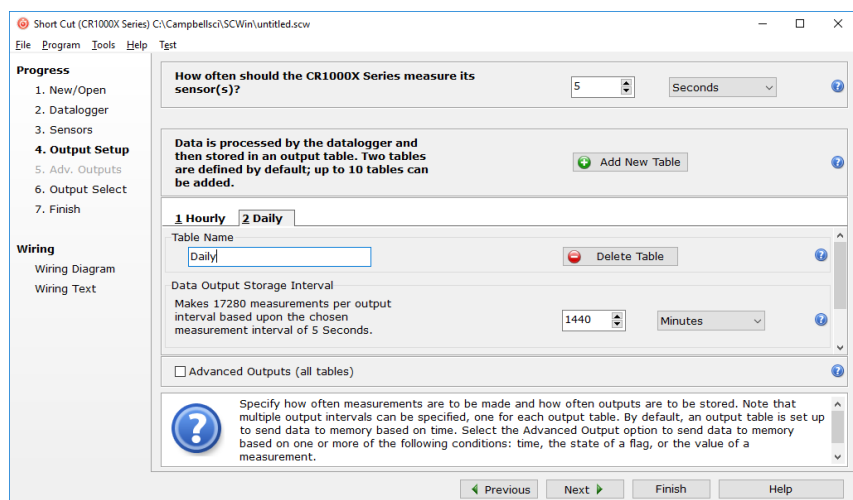 Short Cut (CR1000X Series) C:\Campbellsci\SCWin\untitled.scw
File Program Tools Help Test
Progress
1. New/Open
2. Datalogger
3. Sensors
4. Output Setup
5. Adv. Outputs
6. Output Select
7. Finish
Wiring
Wiring Diagram
Wiring Text
How often should the CR1000X Series measure its
sensor(s)?
5
Seconds
Data is processed by the datalogger and
then stored in an output table. Two tables
are defined by default; up to 10 tables can
be added.
Add New Table
1 Hourly
2 Daily
Table Name
Daily
Delete Table
Data Output Storage Interval
Makes 17280 measurements per output
interval based upon the chosen
measurement interval of 5 Seconds.
1440
Minutes
Advanced Outputs (all tables)
Specify how often measurements are to be made and how often outputs are to be stored. Note that
multiple output intervals can be specified, one for each output table. By default, an output table is set up
to send data to memory based on time. Select the Advanced Output option to send data to memory
based on one or more of the following conditions: time, the state of a flag, or the value of a
measurement.
Previous
Next
Finish
Help